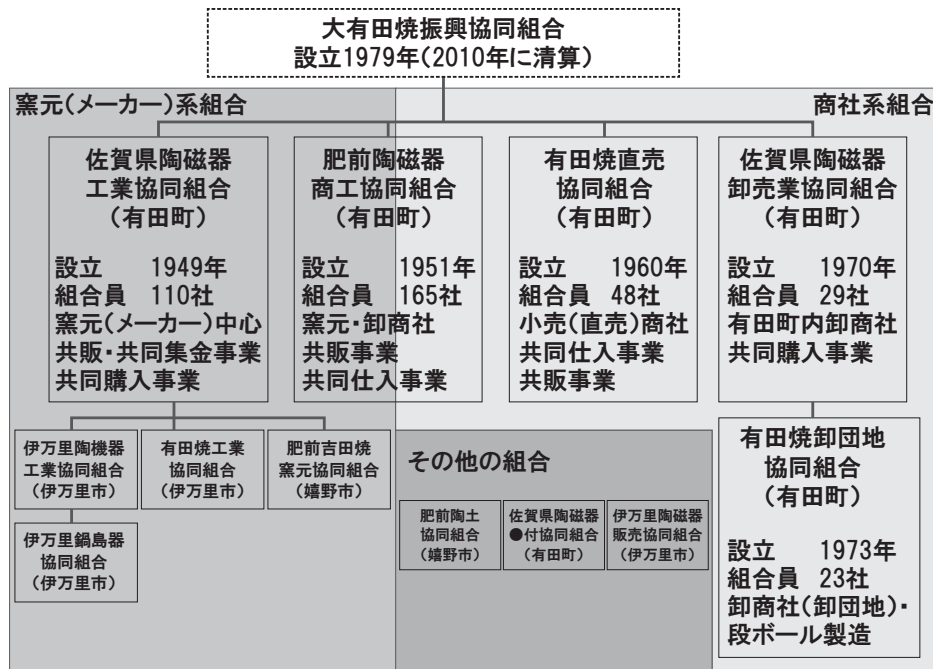 大有田焼振興協同組合
設立1979年（2010年に清算）
窯元（メーカー）系組合
商社系組合
佐賀県陶磁器
工業協同組合
（有田町）
設立　1949年
組合員　110社
窯元（メーカー）中心
共販・共同集金事業
共同購入事業
肥前陶磁器
商工協同組合
（有田町）
設立　1951年
組合員　165社
窯元・卸商社
共販事業
共同仕入事業
有田焼直売
協同組合
（有田町）
設立　1960年
組合員　48社
小売（直売）商社
共同仕入事業
共販事業
佐賀県陶磁器
卸売業協同組合
（有田町）
設立　1970年
組合員　29社
有田町内卸商社
共同購入事業
伊万里陶機器
工業協同組合
（伊万里市）
有田焼工業
協同組合
（伊万里市）
肥前吉田焼
窯元協同組合
（嬉野市）
伊万里鍋島器
協同組合
（伊万里市）
その他の組合
肥前陶土
協同組合
（嬉野市）
佐賀県陶磁器
●付協同組合
（有田町）
伊万里陶磁器
販売協同組合
（伊万里市）
有田焼卸団地
協同組合
（有田町）
設立　1973年
組合員　23社
卸商社（卸団地）・
段ボール製造